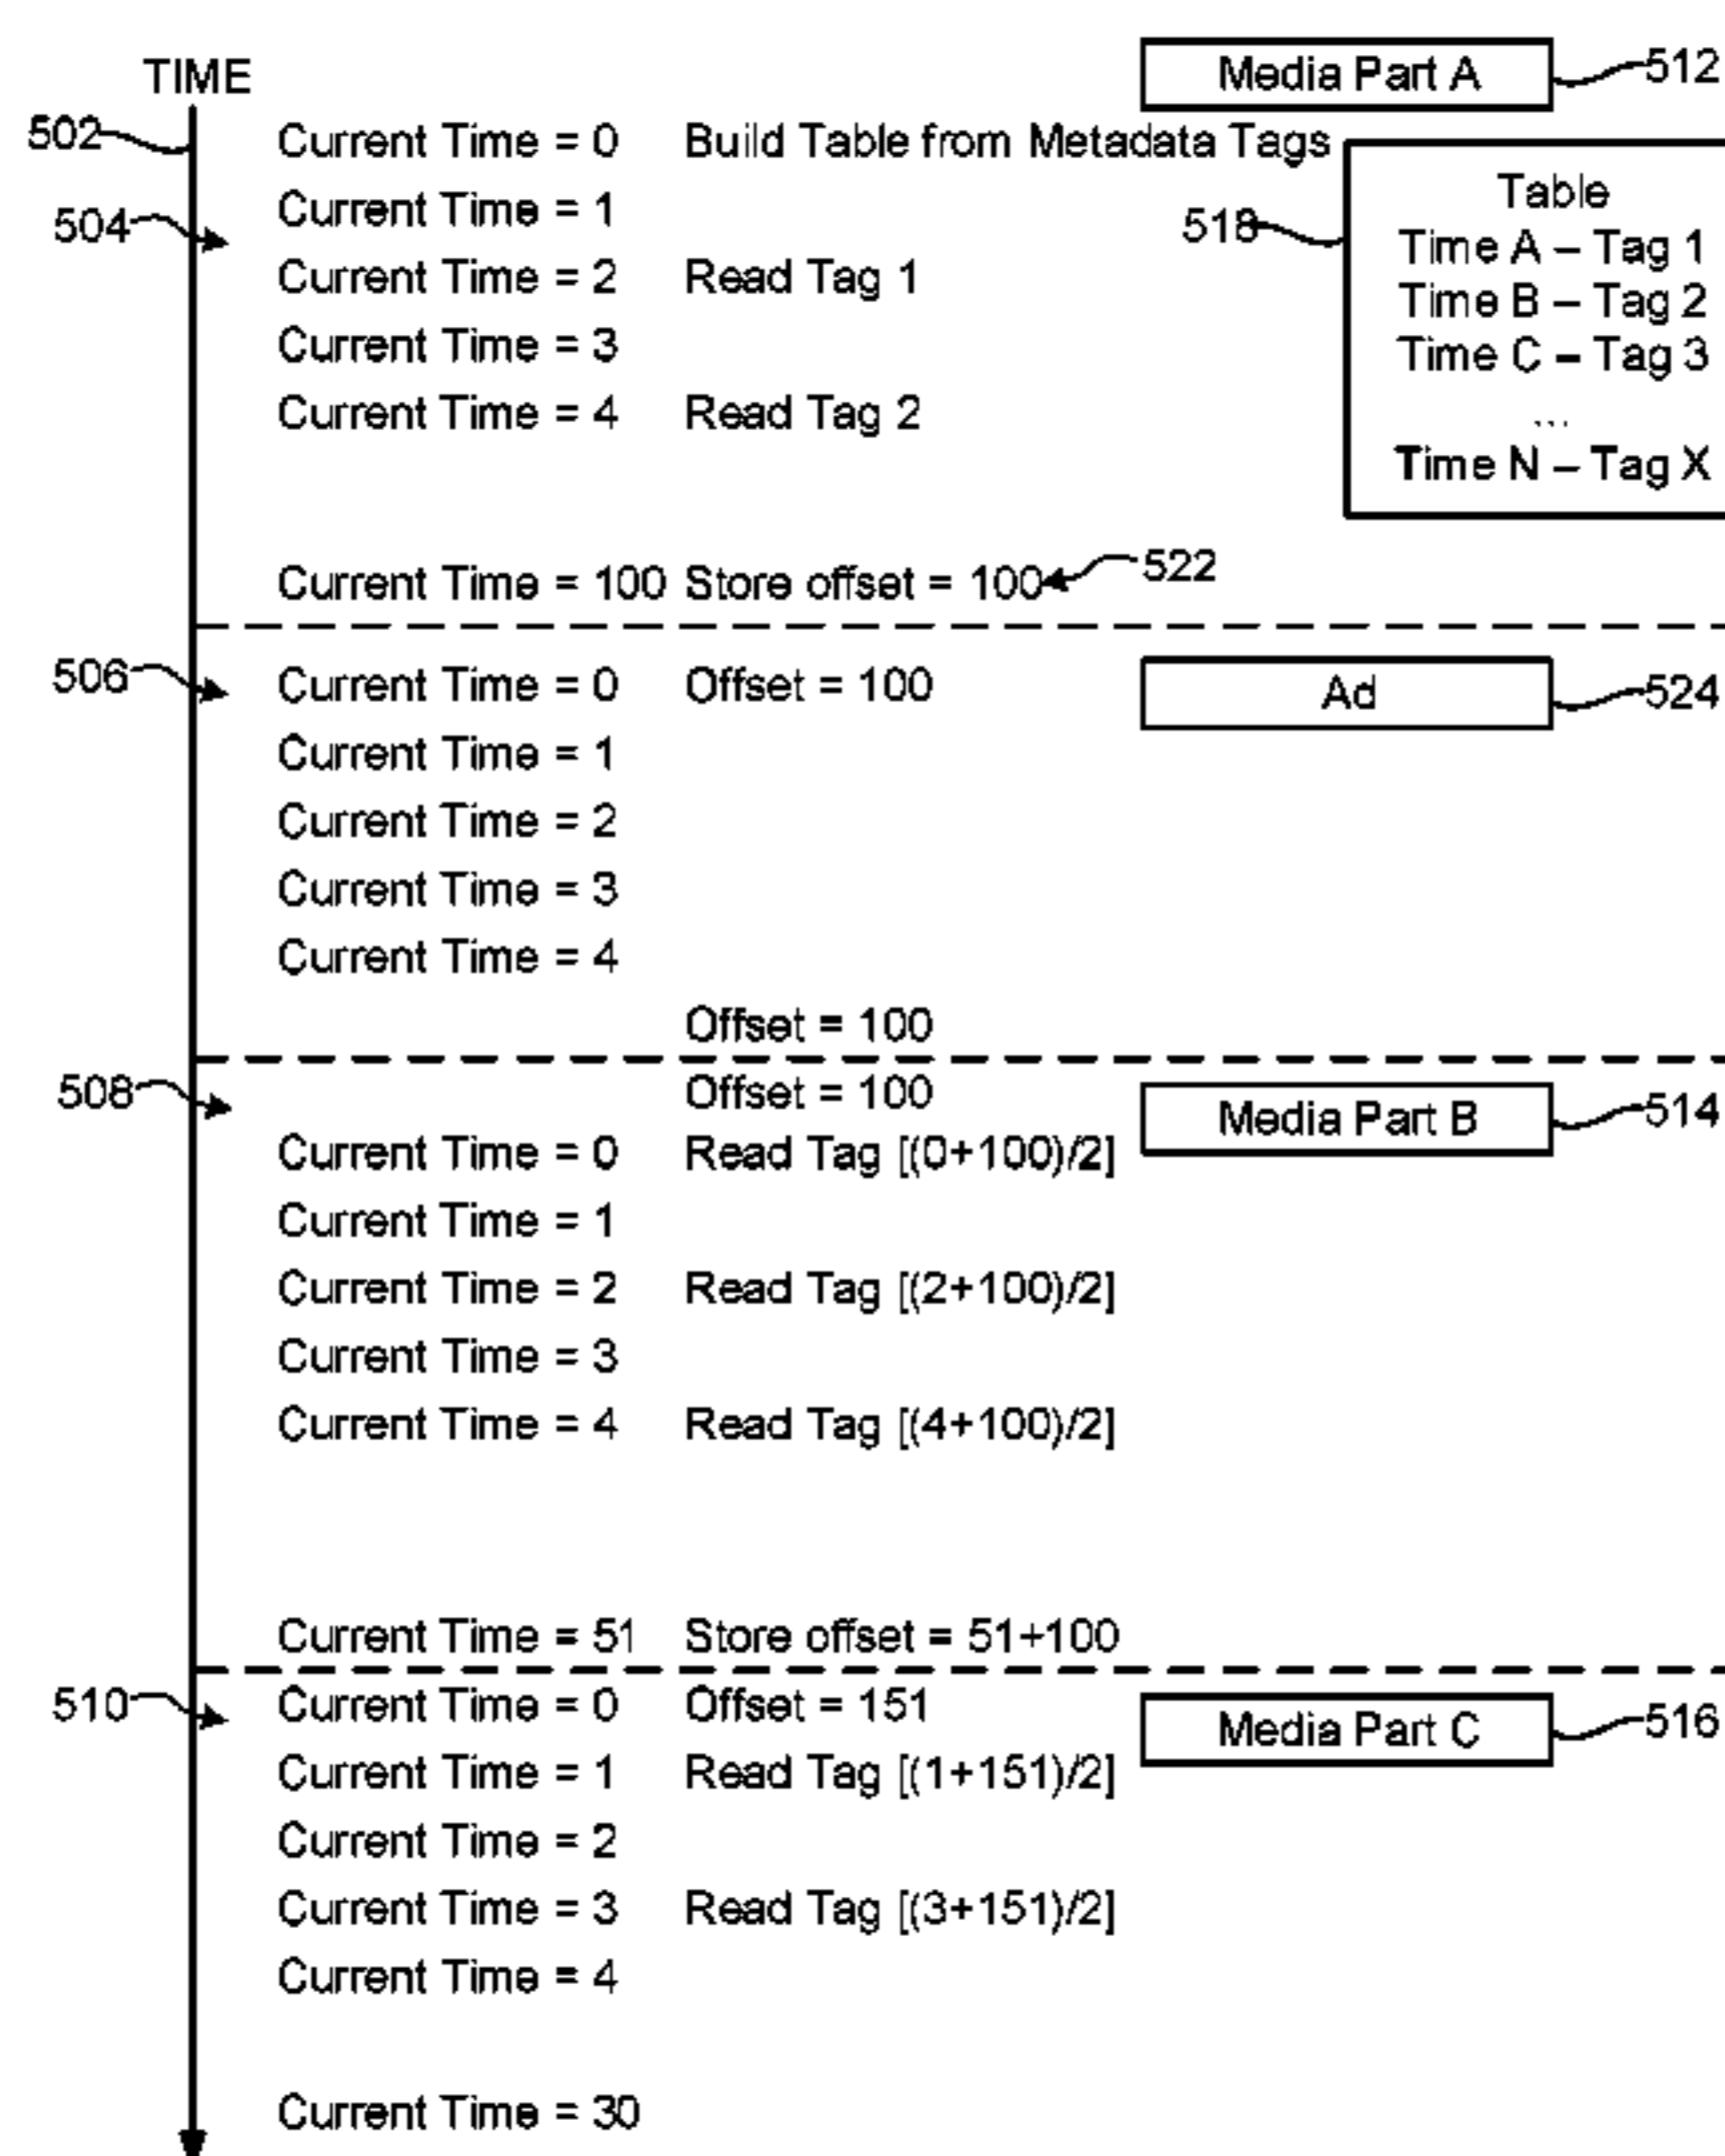 TIME
Media Part A 512
502 Current Time = 0 Build Table from Metadata Tags
504 Current Time = 1
Current Time = 2 Read Tag 1
Current Time = 3
Current Time = 4 Read Tag 2
518 Table
Time A – Tag 1
Time B – Tag 2
Time C – Tag 3
...
Time N – Tag X
Current Time = 100 Store offset = 100 522
506 Current Time = 0 Offset = 100 Ad 524
Current Time = 1
Current Time = 2
Current Time = 3
Current Time = 4
Offset = 100
508 Offset = 100 Media Part B 514
Current Time = 0 Read Tag [(0+100)/2]
Current Time = 1
Current Time = 2 Read Tag [(2+100)/2]
Current Time = 3
Current Time = 4 Read Tag [(4+100)/2]
Current Time = 51 Store offset = 51+100
510 Current Time = 0 Offset = 151 Media Part C 516
Current Time = 1 Read Tag [(1+151)/2]
Current Time = 2
Current Time = 3 Read Tag [(3+151)/2]
Current Time = 4
Current Time = 30